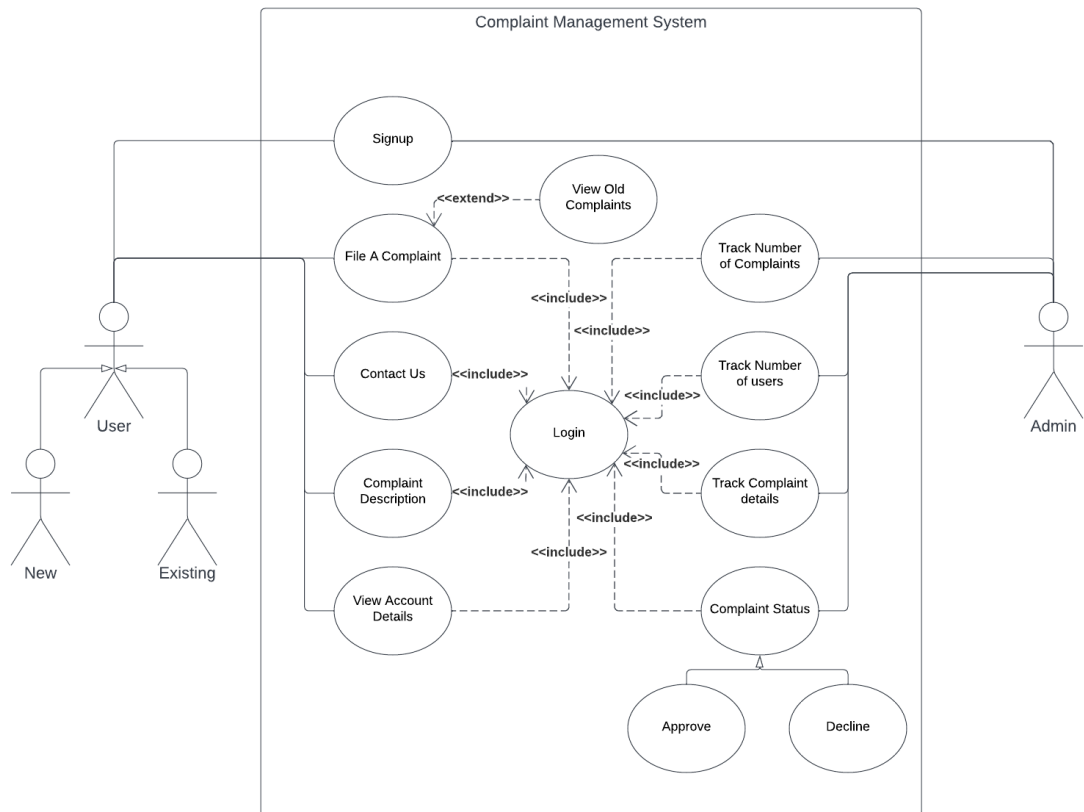 Complaint Management System
Signup
View Old
Complaints
<<extend>>
File A Complaint
Track Number
of Complaints
<<include>>
<<include>>
Contact Us
<<include>>
Track Number
of users
<<include>>
User
Admin
Login
Complaint
Description
<<include>>
<<include>>
Track Complaint
details
<<include>>
<<include>>
New
Existing
View Account
Details
Complaint Status
Approve
Decline